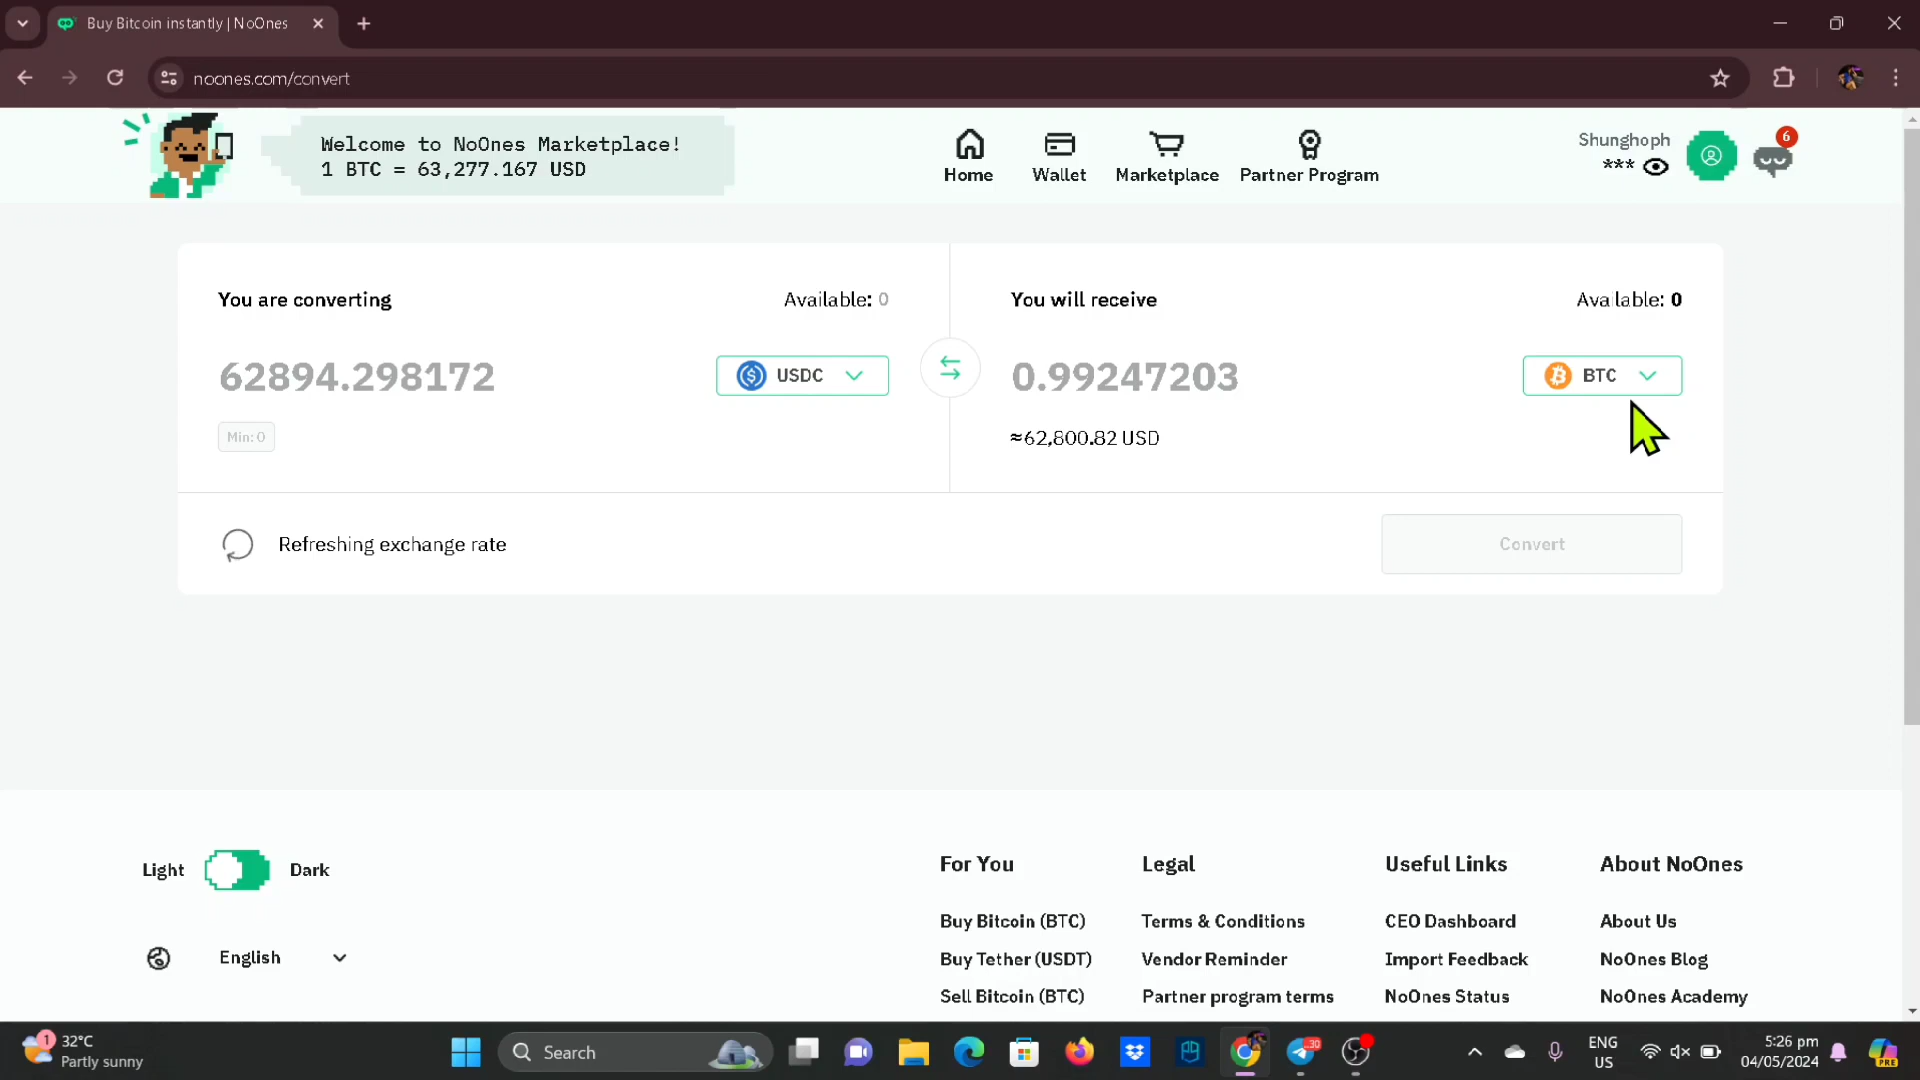 Buy Bitcoin instantly | NoOnes
noones.com/convert
Welcome to NoOnes Marketplace!
1 BTC = 63,277.167 USD
Home
Wallet
Marketplace
Partner Program
Shunghoph
***
6
You are converting
Available: 0
62894.298172
USDC
Min: 0
You will receive
Available: 0
0.99247203
BTC
≈62,800.82 USD
Refreshing exchange rate
Convert
Light
Dark
English
For You
Buy Bitcoin (BTC)
Buy Tether (USDT)
Sell Bitcoin (BTC)
Legal
Terms & Conditions
Vendor Reminder
Partner program terms
Useful Links
CEO Dashboard
Import Feedback
NoOnes Status
About NoOnes
About Us
NoOnes Blog
NoOnes Academy
1
32°C
Partly sunny
Search
30
ENG
US
5:26 pm
04/05/2024
PRE